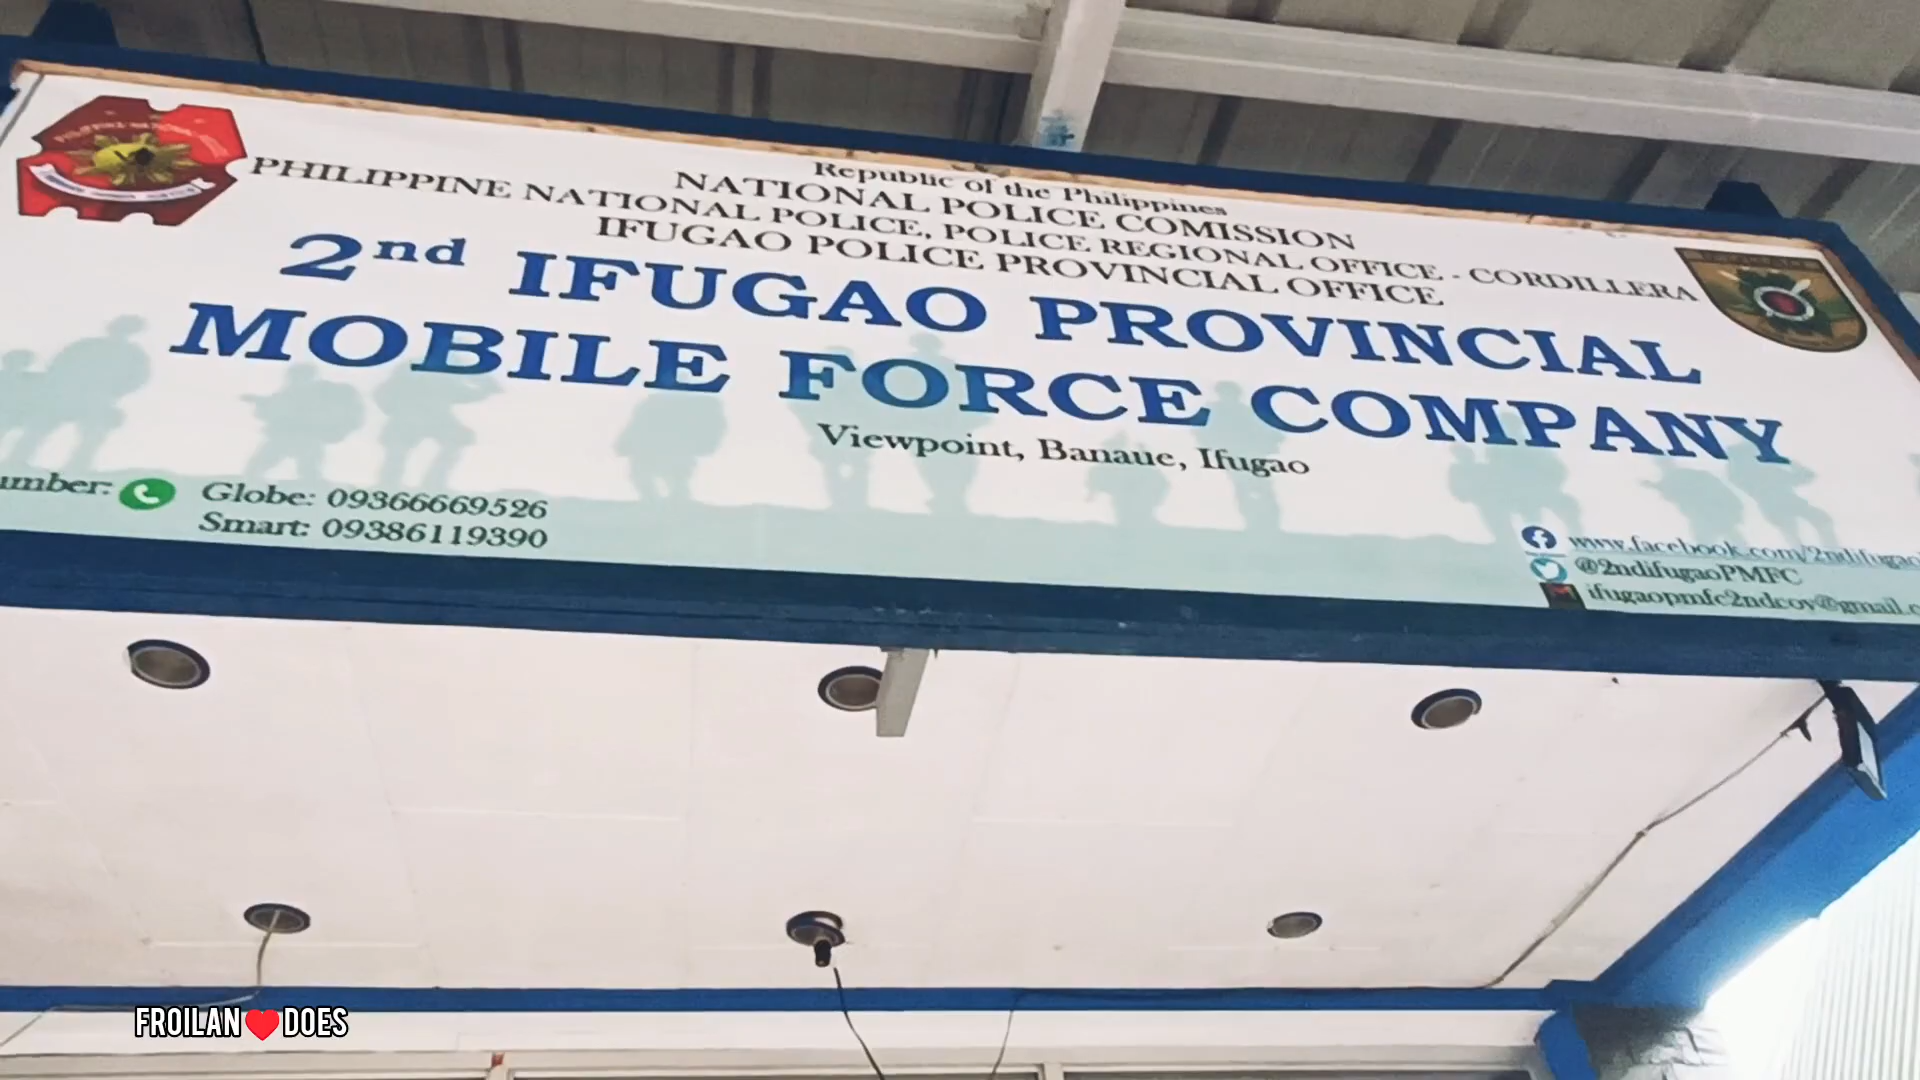 Republic of the Philippines
NATIONAL POLICE COMISSION
PHILIPPINE NATIONAL POLICE, POLICE REGIONAL OFFICE - CORDILLERA
IFUGAO POLICE PROVINCIAL OFFICE
2nd IFUGAO PROVINCIAL
MOBILE FORCE COMPANY
Viewpoint, Banaue, Ifugao
Globe: 09366669526
Smart: 09386119390
www.facebook.com/2ndifugao
@2ndifugaoPMFC
ifugaopmfc2ndcoy@gmail.c
FROILAN❤DOES